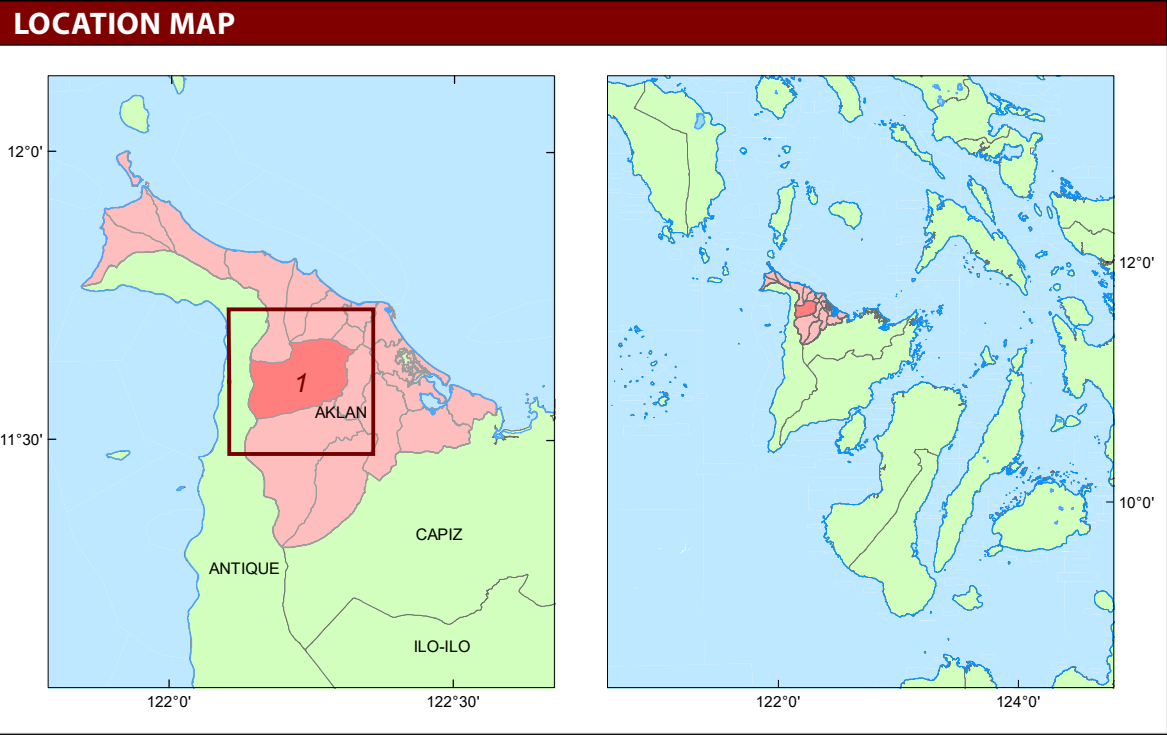 LOCATION MAP
12°0'
12°0'
1
AKLAN
11°30'
10°0'
CAPIZ
ANTIQUE
ILO-ILO
122°0'
122°30'
122°0'
124°0'